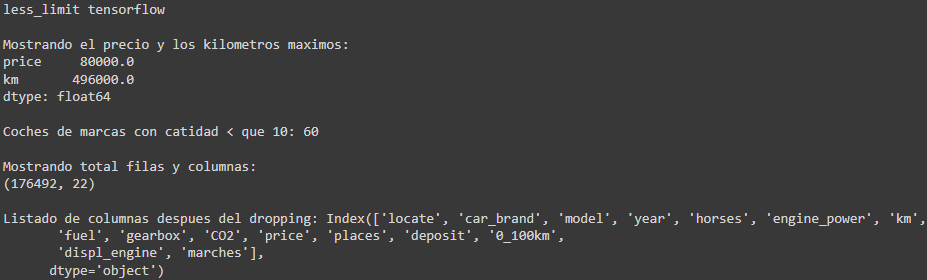 less_limit tensorflow
Mostrando el precio y los kilometros maximos:
price     80000.0
km       496000.0
dtype: float64
Coches de marcas con catidad < que 10: 60
Mostrando total filas y columnas:
(176492, 22)
Listado de columnas despues del dropping: Index(['locate', 'car_brand', 'model', 'year', 'horses', 'engine_power', 'km',
       'fuel', 'gearbox', 'CO2', 'price', 'places', 'deposit', '0_100km',
       'displ_engine', 'marches'],
      dtype='object')